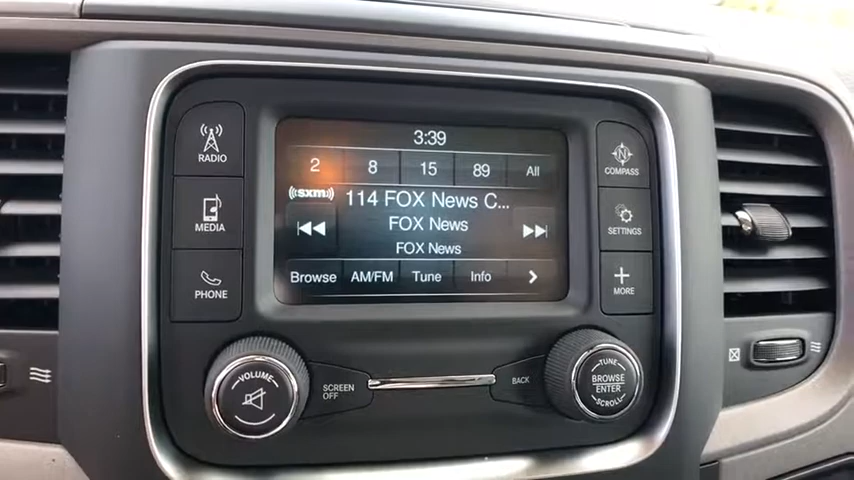 3:39
RADIO
2 8 15 89 All
COMPASS
N
((sxm))
114 FOX News C...
MEDIA
FOX News
SETTINGS
FOX News
PHONE
Browse AM/FM Tune Info
MORE
VOLUME
SCREEN OFF
BACK
TUNE
BROWSE
ENTER
SCROLL